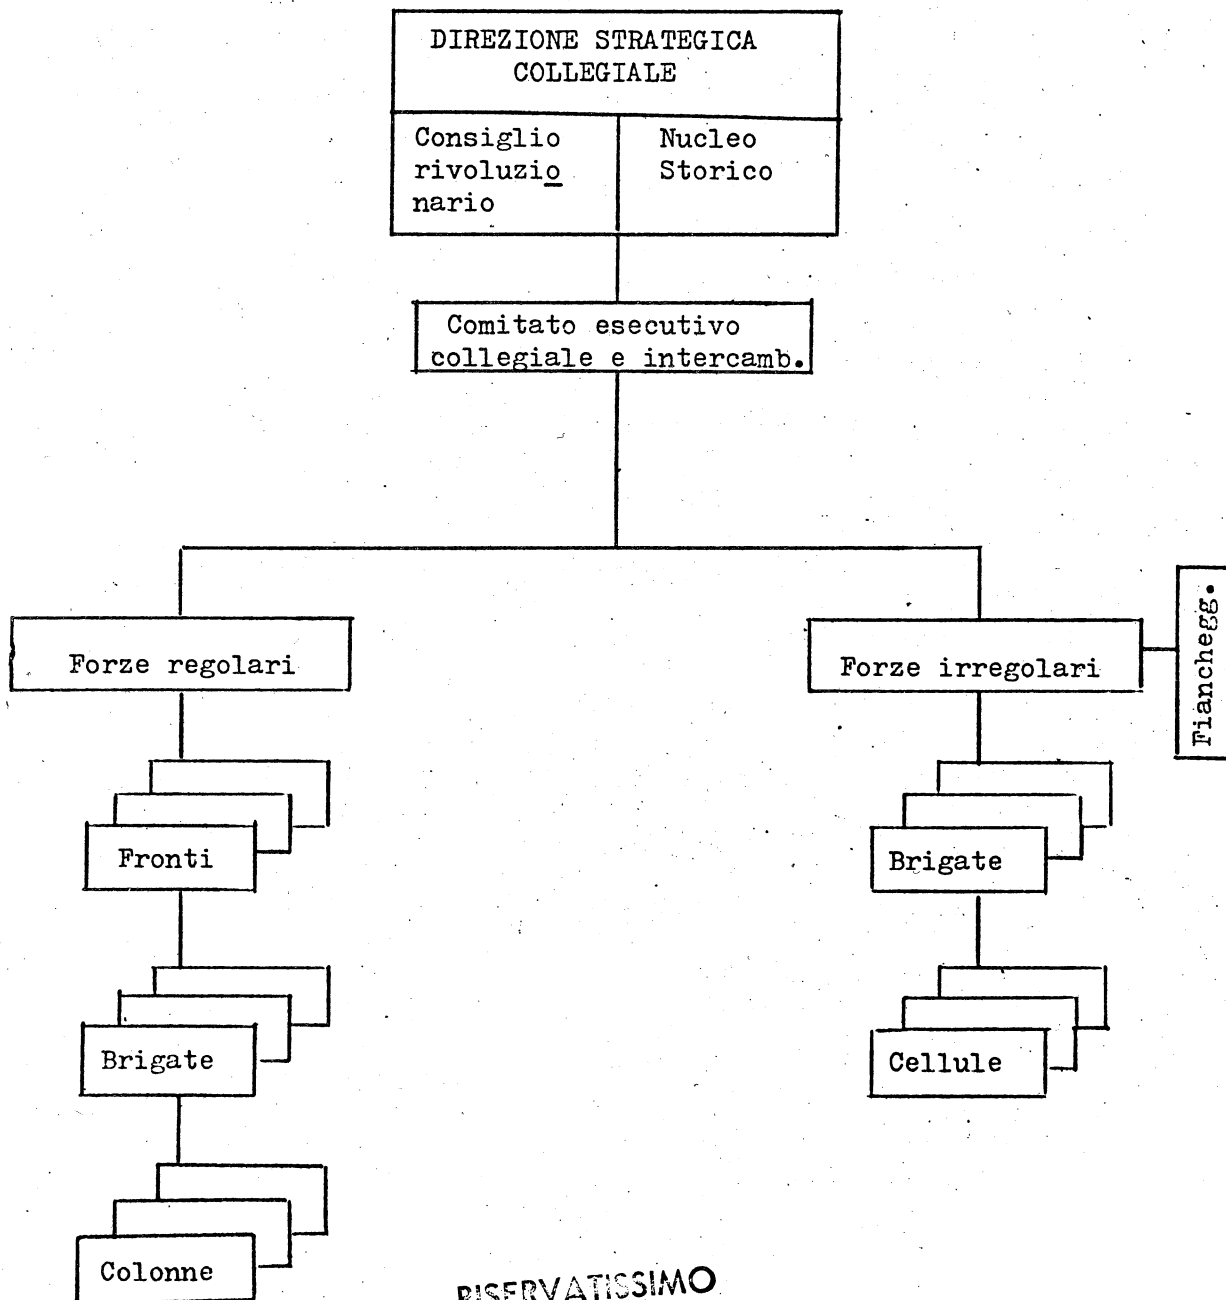 DIREZIONE STRATEGICA
COLLEGIALE
Consiglio
rivoluzio
nario
Nucleo
Storico
Comitato esecutivo
collegiale e intercamb.
Forze regolari
Forze irregolari
Fianchegg.
Fronti
Brigate
Brigate
Cellule
Colonne
RISERVATISSIMO